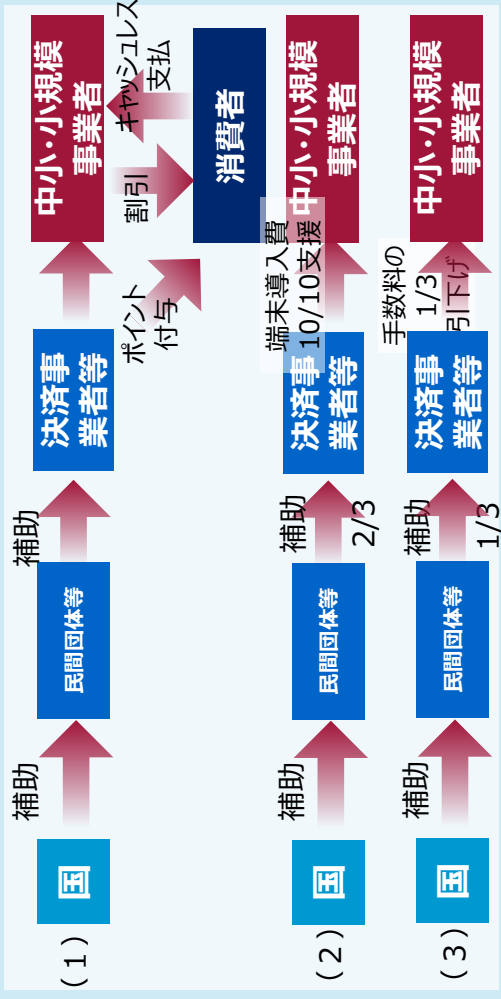 （１）
国
補助
民間団体等
補助
決済事
業者等
中小・小規模
事業者
割引
キャッシュレス
支払
ポイント
付与
消費者
（２）
国
補助
民間団体等
補助
2/3
決済事
業者等
端末導入費
10/10支援
中小・小規模
事業者
（３）
国
補助
民間団体等
補助
1/3
決済事
業者等
手数料の
1/3
引下げ
中小・小規模
事業者